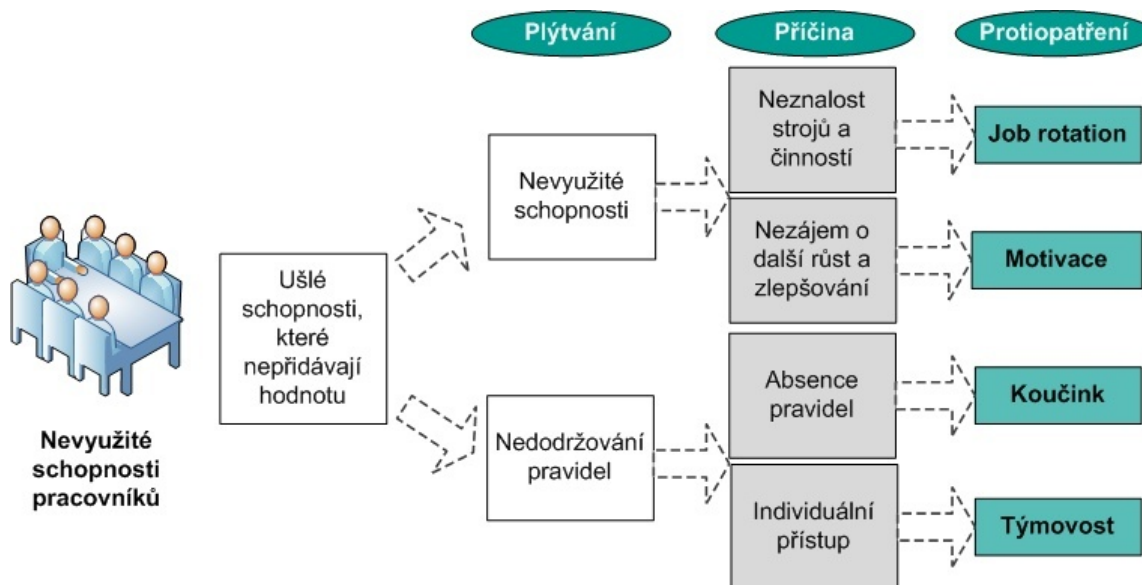 Plýtvání
Příčina
Protiopatření
Neznalost
strojů a
činností
Job rotation
Nevyužité
schopnosti
Nezájem o
další růst a
zlepšování
Motivace
Ušlé
schopnosti,
které
nepřidávají
hodnotu
Nevyužité
schopnosti
pracovníků
Nedodržování
pravidel
Absence
pravidel
Koučink
Individuální
přístup
Týmovost